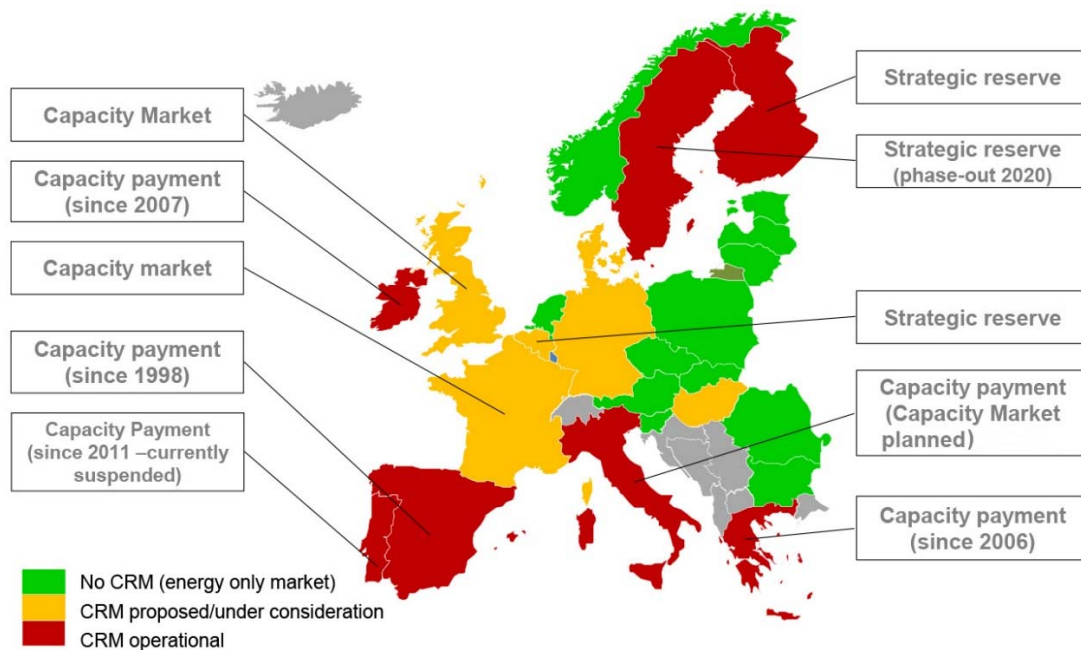 Capacity Market
Capacity payment
(since 2007)
Capacity market
Capacity payment
(since 1998)
Capacity Payment
(since 2011 –currently
suspended)
Strategic reserve
Strategic reserve
(phase-out 2020)
Strategic reserve
Capacity payment
(Capacity Market
planned)
Capacity payment
(since 2006)
No CRM (energy only market)
CRM proposed/under consideration
CRM operational